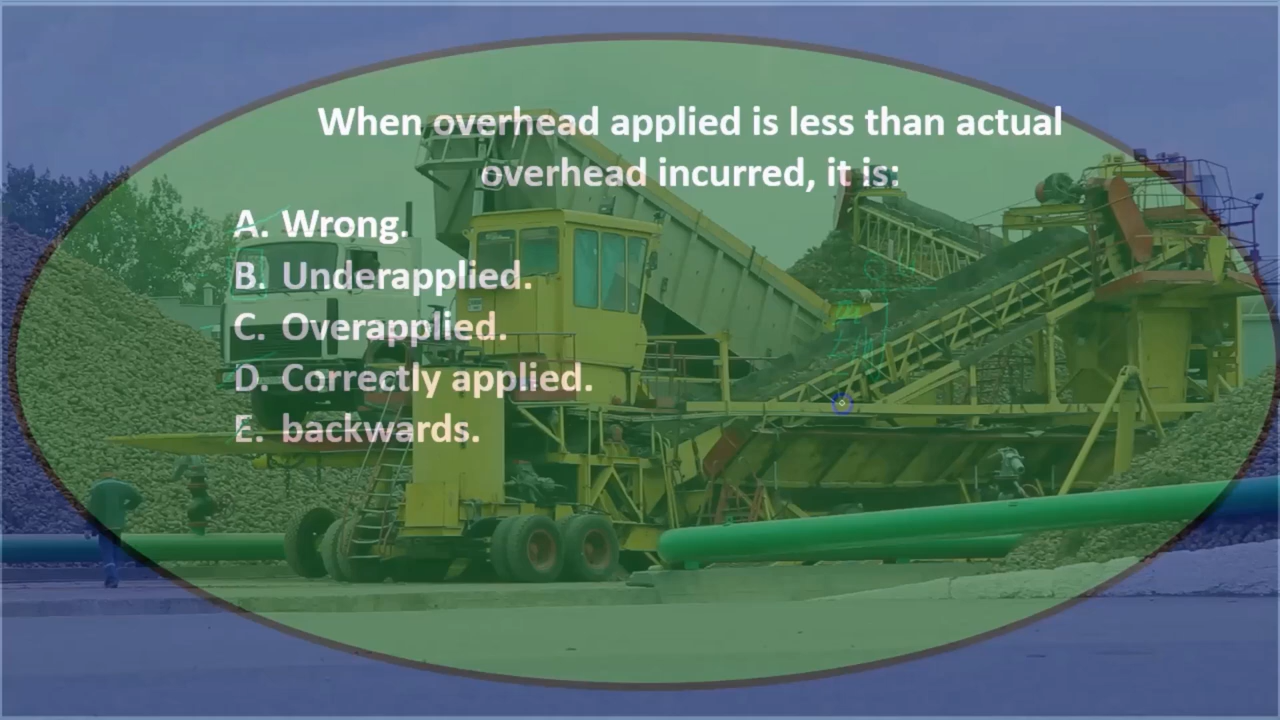 When overhead applied is less than actual
overhead incurred, it is:
A. Wrong.
B. Underapplied.
C. Overapplied.
D. Correctly applied.
E. backwards.